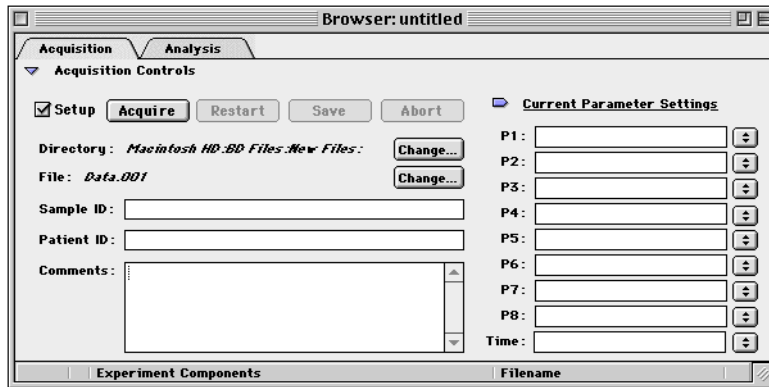 Browser: untitled
Acquisition Analysis
Acquisition Controls
Setup Acquire Restart Save Abort
Directory: Macintosh HD:BD Files:New Files: Change...
File: Data.001 Change...
Sample ID:
Patient ID:
Comments:
Current Parameter Settings
P1:
P2:
P3:
P4:
P5:
P6:
P7:
P8:
Time:
Experiment Components Filename